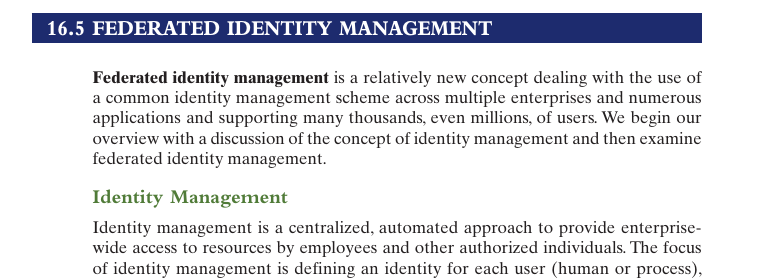 16.5 FEDERATED IDENTITY MANAGEMENT
Federated identity management is a relatively new concept dealing with the use of
a common identity management scheme across multiple enterprises and numerous
applications and supporting many thousands, even millions, of users. We begin our
overview with a discussion of the concept of identity management and then examine
federated identity management.
Identity Management
Identity management is a centralized, automated approach to provide enterprise-
wide access to resources by employees and other authorized individuals. The focus
of identity management is defining an identity for each user (human or process),